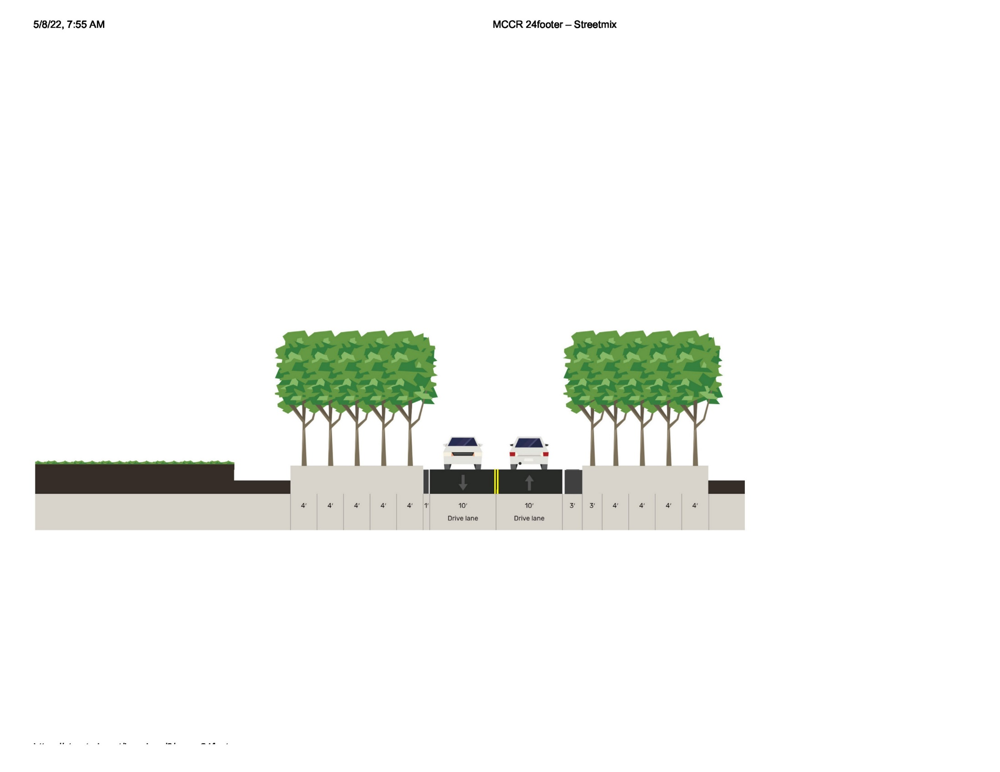 5/8/22, 7:55 AM
MCCR 24footer – Streetmix
4' 4' 4' 4' 4' 1' 10' 10' 3' 3' 4' 4' 4' 4'
Drive lane Drive lane